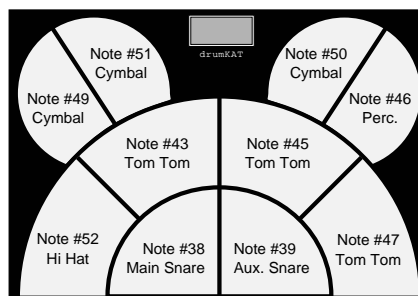 Note #51
Cymbal
Note #49
Cymbal
drumKAT
Note #50
Cymbal
Note #46
Perc.
Note #43
Tom Tom
Note #45
Tom Tom
Note #52
Hi Hat
Note #38
Main Snare
Note #39
Aux. Snare
Note #47
Tom Tom